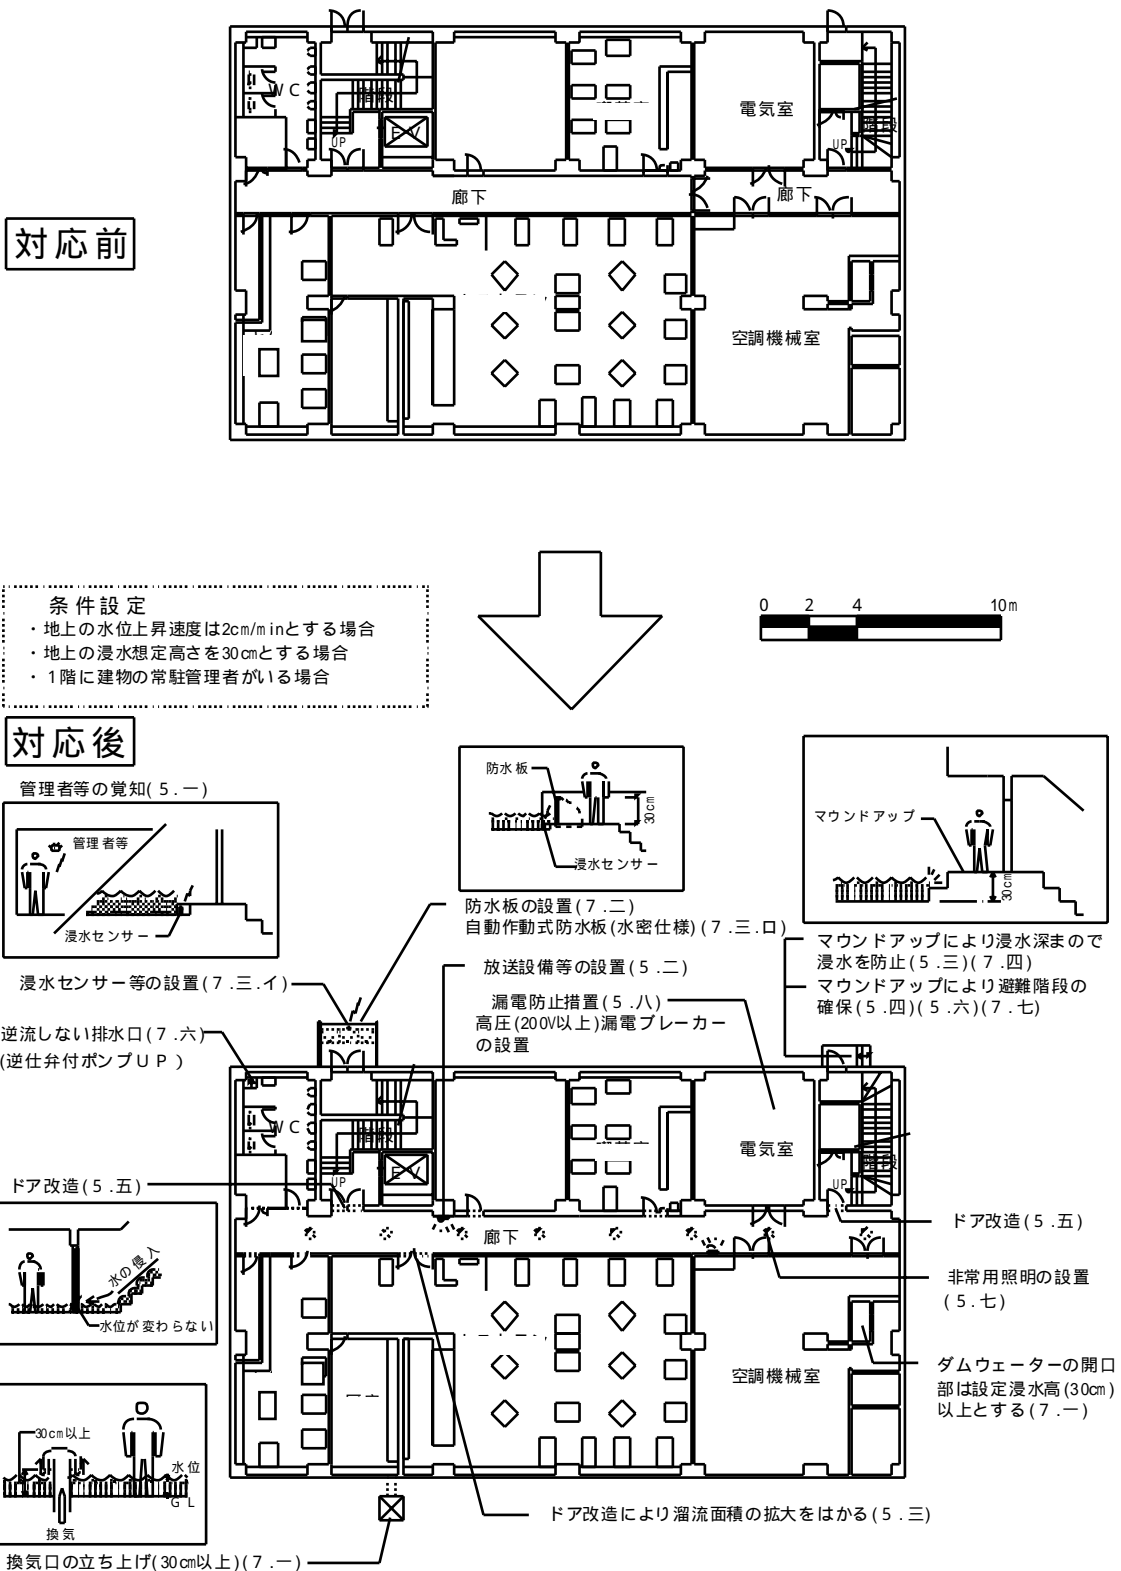 WC
階段
EV
UP
電気室
階段
UP
廊下
廊下
対応前
空調機械室
条件設定
・地上の水位上昇速度は2cm/minとする場合
・地上の浸水想定高さを30cmとする場合
・1階に建物の常駐管理者がいる場合
0 2 4 10m
対応後
管理者等の覚知(5.一)
管理者等
浸水センサー
防水板
30cm
浸水センサー
マウンドアップ
30cm
防水板の設置(7.二)
自動作動式防水板(水密仕様)(7.三.ロ)
放送設備等の設置(5.二)
漏電防止措置(5.八)
高圧(200V以上)漏電ブレーカー
の設置
マウンドアップにより浸水深まので
浸水を防止(5.三)(7.四)
マウンドアップにより避難階段の
確保(5.四)(5.六)(7.七)
浸水センサー等の設置(7.三.イ)
逆流しない排水口(7.六)
(逆仕弁付ポンプUP)
WC
階段
EV
UP
電気室
階段
UP
ドア改造(5.五)
廊下
ドア改造(5.五)
水の侵入
水位が変わらない
非常用照明の設置
(5.七)
空調機械室
ダムウェーターの開口
部は設定浸水高(30cm)
以上とする(7.一)
30cm以上
水位
GL
換気
ドア改造により溜流面積の拡大をはかる(5.三)
換気口の立ち上げ(30cm以上)(7.一)